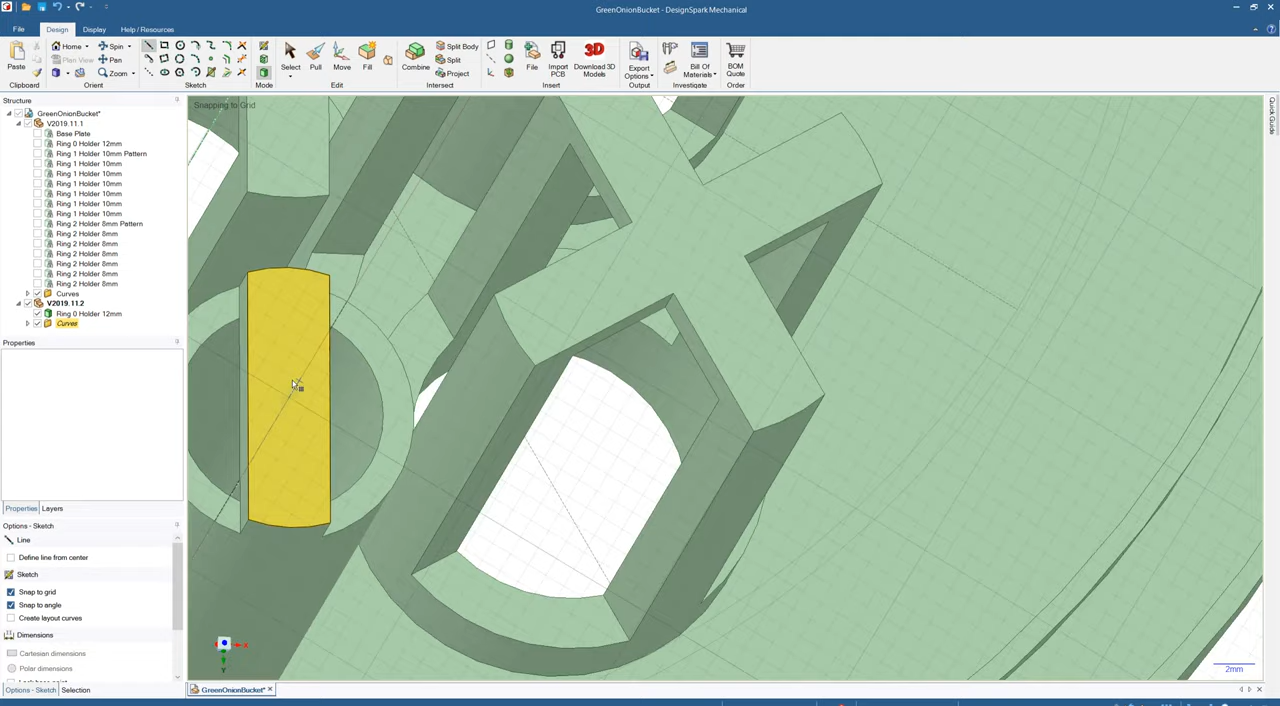 GreenOnionBucket - DesignSpark Mechanical
File
Design
Display
Help / Resources
Paste
Clipboard
Home
Spin
Plan View
Pan
Zoom
Orient
Sketch
Mode
Select
Pull
Move
Fill
Edit
Combine
Split Body
Split
Project
Intersect
File
Import PCB
Download 3D Models
3D
Insert
Export Options
Output
Bill Of Materials
Investigate
BOM Quote
Order
Structure
GreenOnionBucket*
V2019.11.1
Base Plate
Ring 0 Holder 12mm
Ring 1 Holder 10mm Pattern
Ring 1 Holder 10mm
Ring 1 Holder 10mm
Ring 1 Holder 10mm
Ring 1 Holder 10mm
Ring 1 Holder 10mm
Ring 1 Holder 10mm
Ring 2 Holder 8mm Pattern
Ring 2 Holder 8mm
Ring 2 Holder 8mm
Ring 2 Holder 8mm
Ring 2 Holder 8mm
Ring 2 Holder 8mm
Ring 2 Holder 8mm
Curves
V2019.11.2
Ring 0 Holder 12mm
Curves
Snapping to Grid
Quick Guide
Properties
Properties
Layers
Options - Sketch
Line
Define line from center
Sketch
Snap to grid
Snap to angle
Create layout curves
Dimensions
Cartesian dimensions
Polar dimensions
Options - Sketch
Selection
X
Y
2mm
GreenOnionBucket*